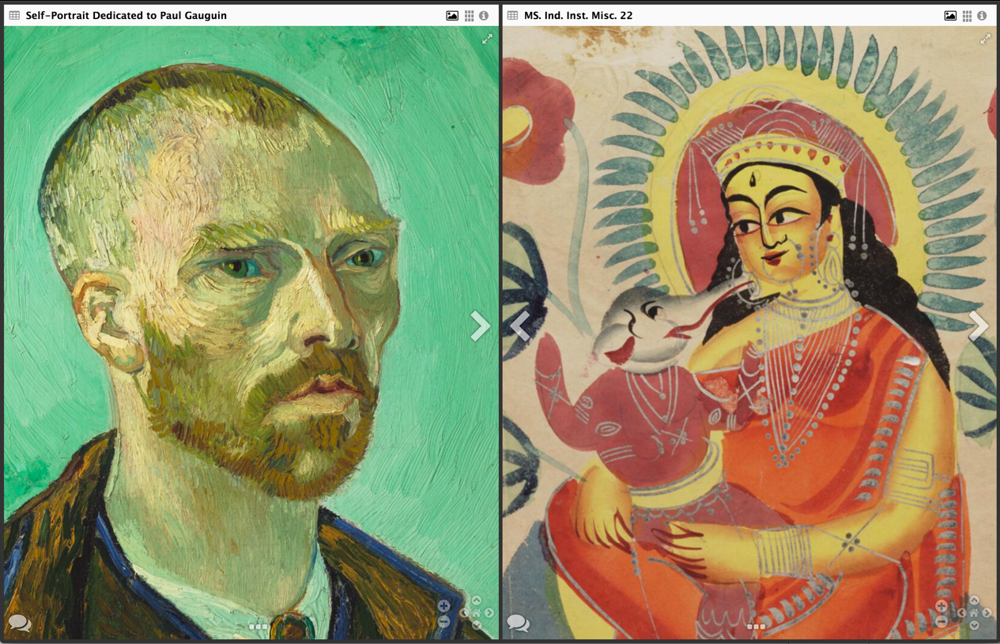 Self-Portrait Dedicated to Paul Gauguin
MS. Ind. Inst. Misc. 22